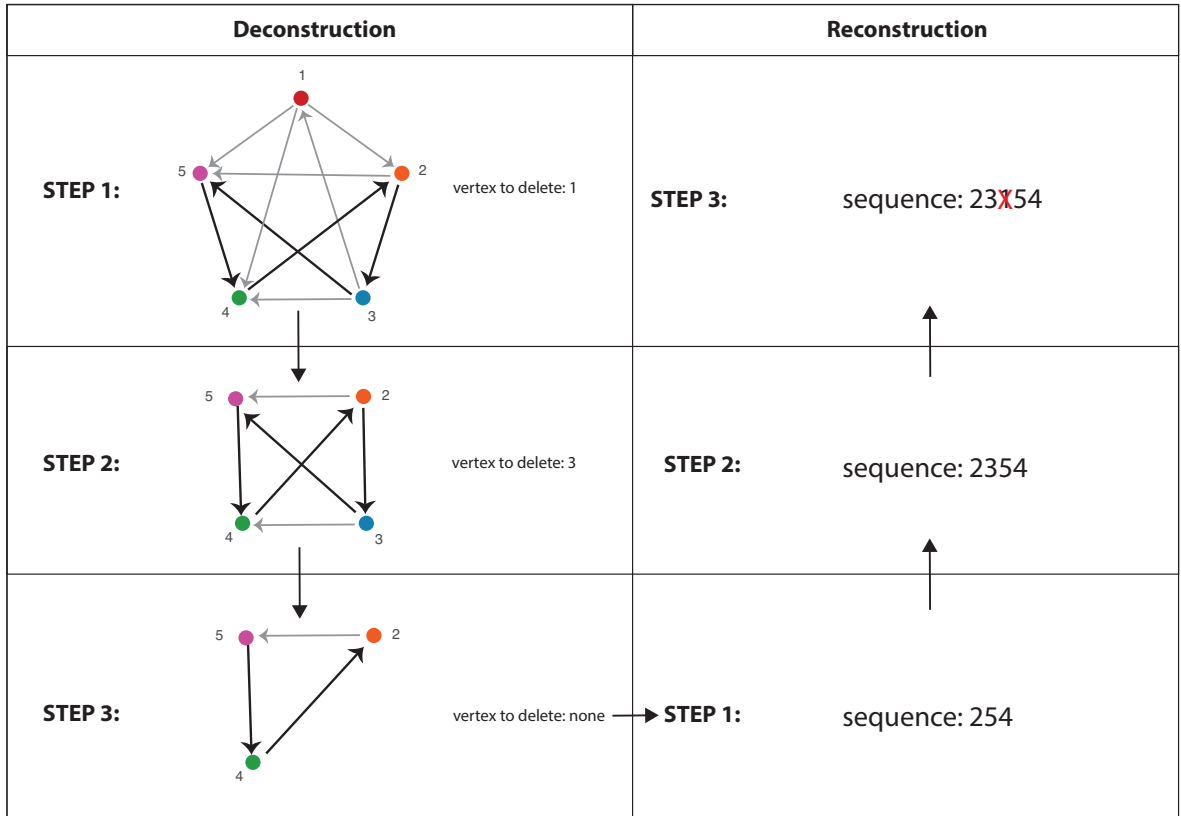 Deconstruction
Reconstruction
1
5
2
STEP 1:
vertex to delete: 1
4
3
STEP 3:
sequence: 23154
5
2
STEP 2:
vertex to delete: 3
4
3
STEP 2:
sequence: 2354
5
2
STEP 3:
vertex to delete: none
4
STEP 1:
sequence: 254